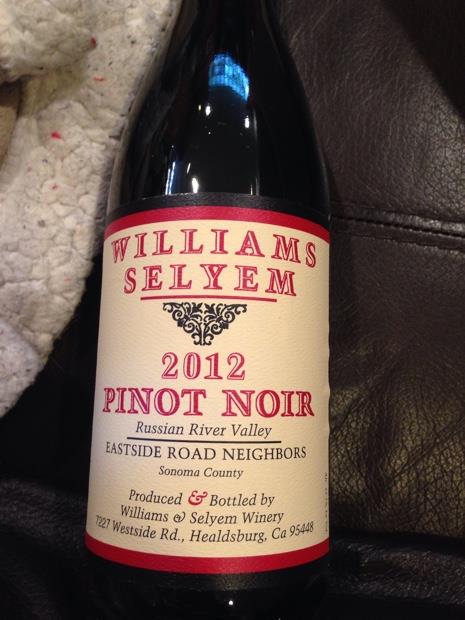 WILLIAMS
SELYEM
2012
PINOT NOIR
Russian River Valley
EASTSIDE ROAD NEIGHBORS
Sonoma County
Produced & Bottled by
Williams & Selyem Winery
7227 Westside Rd., Healdsburg, Ca 95448